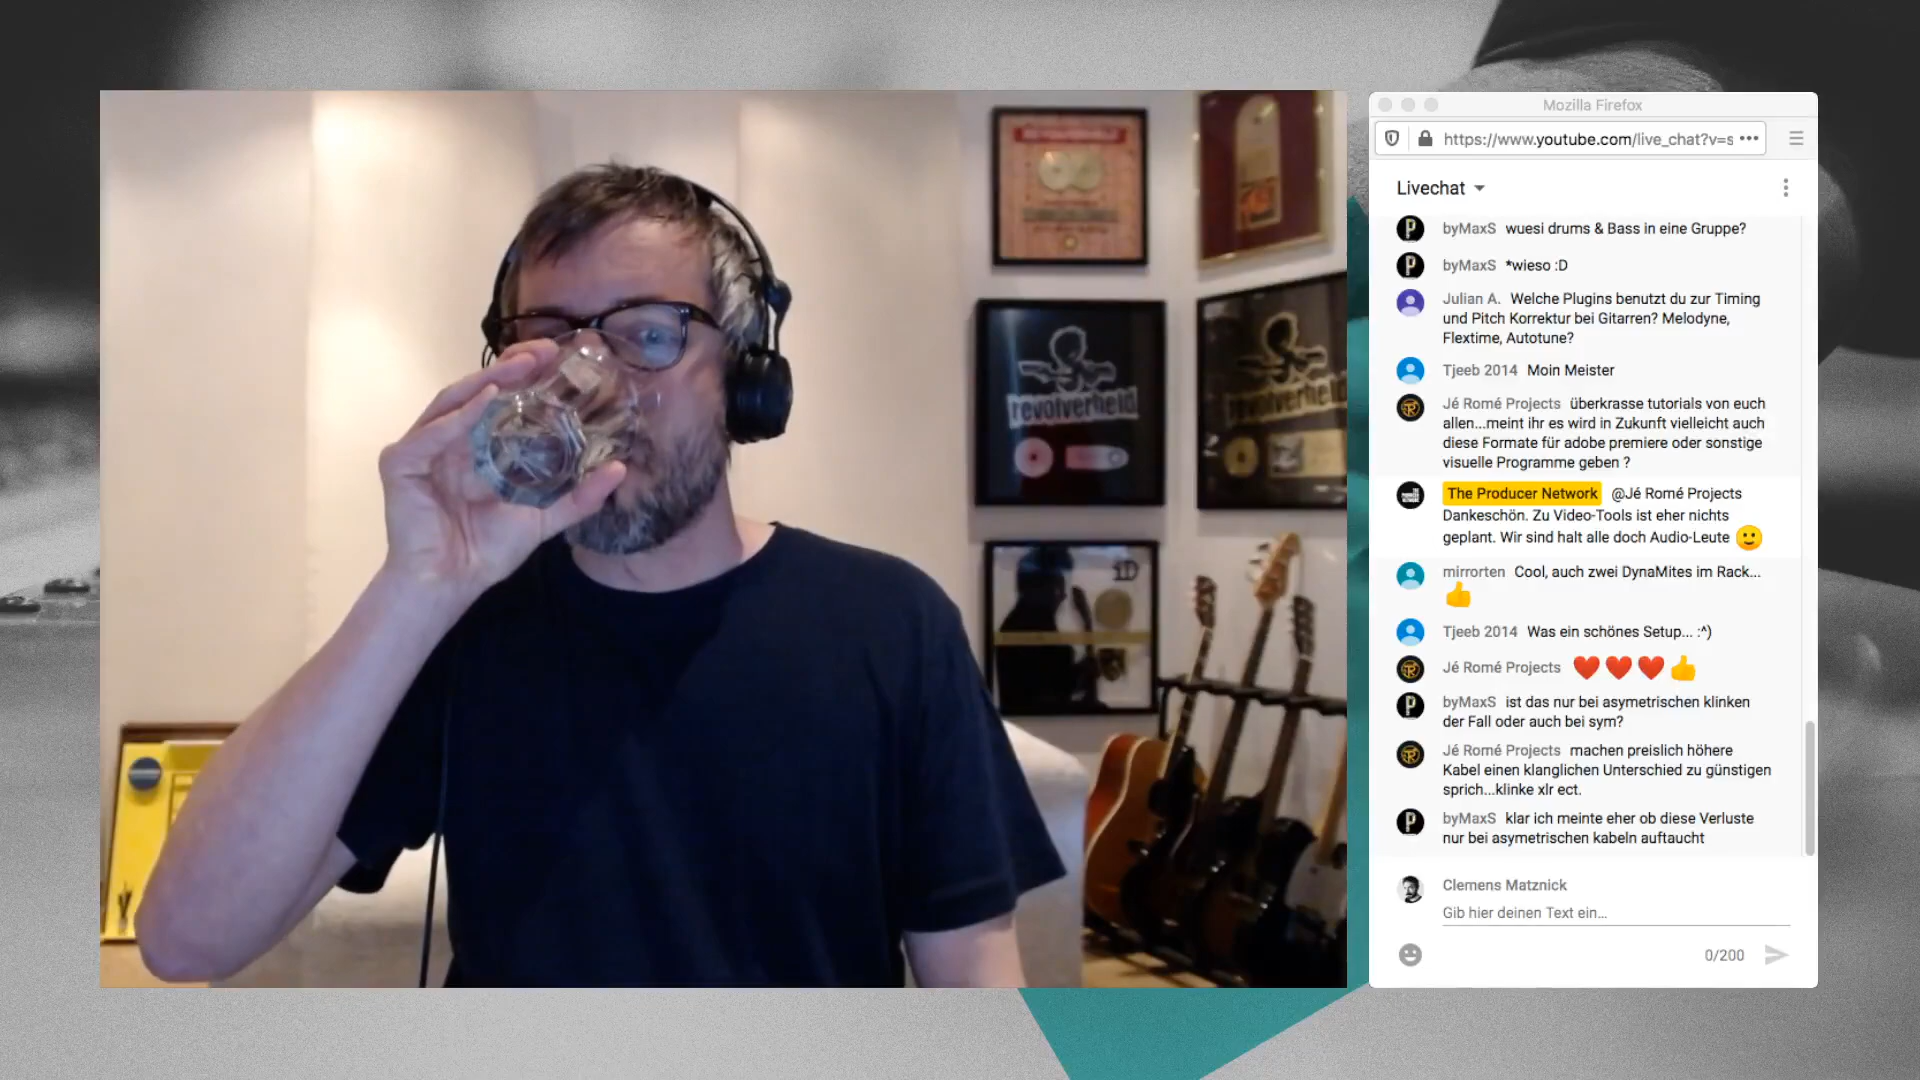 Mozilla Firefox
https://www.youtube.com/live_chat?v=s
Livechat
byMaxS wuesi drums & Bass in eine Gruppe?
byMaxS *wieso :D
Julian A. Welche Plugins benutzt du zur Timing
und Pitch Korrektur bei Gitarren? Melodyne,
Flextime, Autotune?
Tjeeb 2014 Moin Meister
Jé Romé Projects überkrasse tutorials von euch
allen...meint ihr es wird in Zukunft vielleicht auch
diese Formate für adobe premiere oder sonstige
visuelle Programme geben ?
The Producer Network @Jé Romé Projects
Dankeschön. Zu Video-Tools ist eher nichts
geplant. Wir sind halt alle doch Audio-Leute 🙂
mirrorten Cool, auch zwei DynaMites im Rack...
👍
Tjeeb 2014 Was ein schönes Setup... :^)
Jé Romé Projects ❤️❤️❤️👍
byMaxS ist das nur bei asymetrischen klinken
der Fall oder auch bei sym?
Jé Romé Projects machen preislich höhere
Kabel einen klanglichen Unterschied zu günstigen
sprich...klinke xlr ect.
byMaxS klar ich meinte eher ob diese Verluste
nur bei asymetrischen kabeln auftaucht
Clemens Matznick
Gib hier deinen Text ein...
0/200
revolverheld
revolverheld
1D